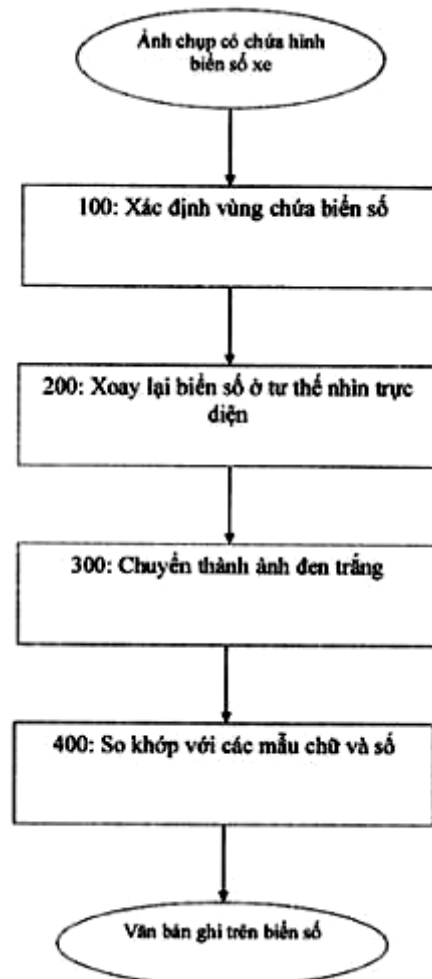 Ảnh chụp có chứa hình
biển số xe
100: Xác định vùng chứa biển số
200: Xoay lại biển số ở tư thế nhìn trực
diện
300: Chuyển thành ảnh đen trắng
400: So khớp với các mẫu chữ và số
Văn bản ghi trên biển số